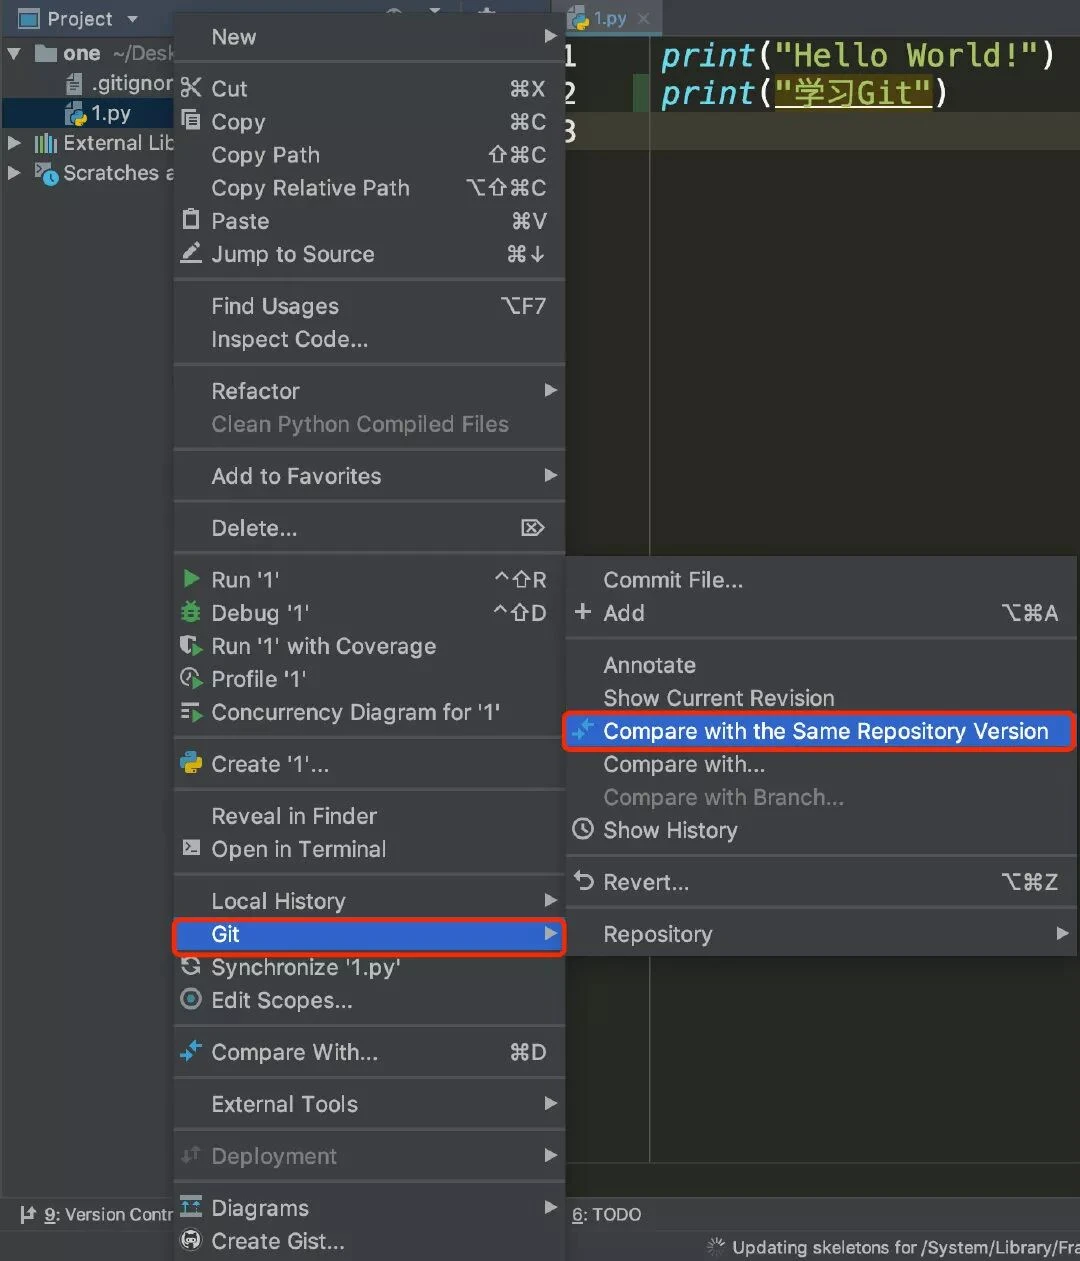 Project
one ~/Desk
.gitignor
1.py
External Lib
Scratches a
1.py
1 print("Hello World!")
2 print("学习Git")
3
New
Cut ⌘X
Copy ⌘C
Copy Path ⇧⌘C
Copy Relative Path ⌥⇧⌘C
Paste ⌘V
Jump to Source ⌘↓
Find Usages ⌥F7
Inspect Code...
Refactor
Clean Python Compiled Files
Add to Favorites
Delete... ⌦
Run '1' ^⇧R
Debug '1' ^⇧D
Run '1' with Coverage
Profile '1'
Concurrency Diagram for '1'
Create '1'...
Reveal in Finder
Open in Terminal
Local History
Git
Synchronize '1.py'
Edit Scopes...
Compare With... ⌘D
External Tools
Deployment
Diagrams
Create Gist...
Commit File...
Add ⌥⌘A
Annotate
Show Current Revision
Compare with the Same Repository Version
Compare with...
Compare with Branch...
Show History
Revert... ⌥⌘Z
Repository
9: Version Contr
6: TODO
Updating skeletons for /System/Library/Fra